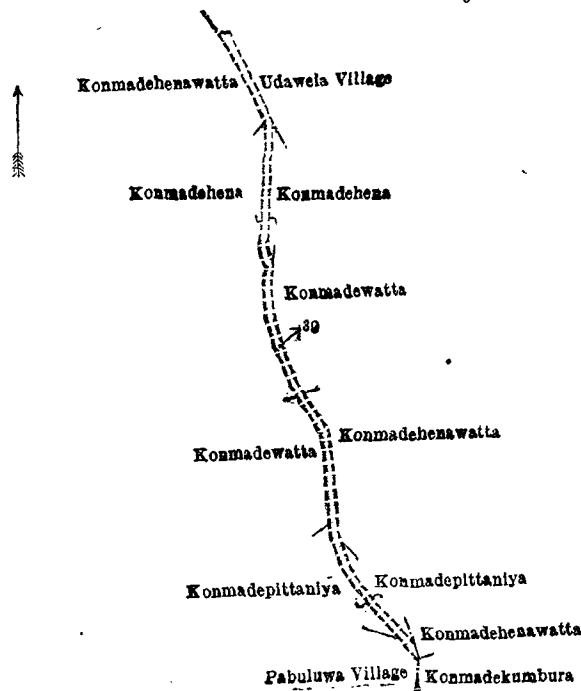 Konmadehenawatta Udawela Village
Konmadehena Konmadehena
Konmadewatta
39
Konmadehenawatta
Konmadewatta
Konmadepittaniya
Konmadepittaniya
Konmadehenawatta
Pabuluwa Village Konmadekumbura